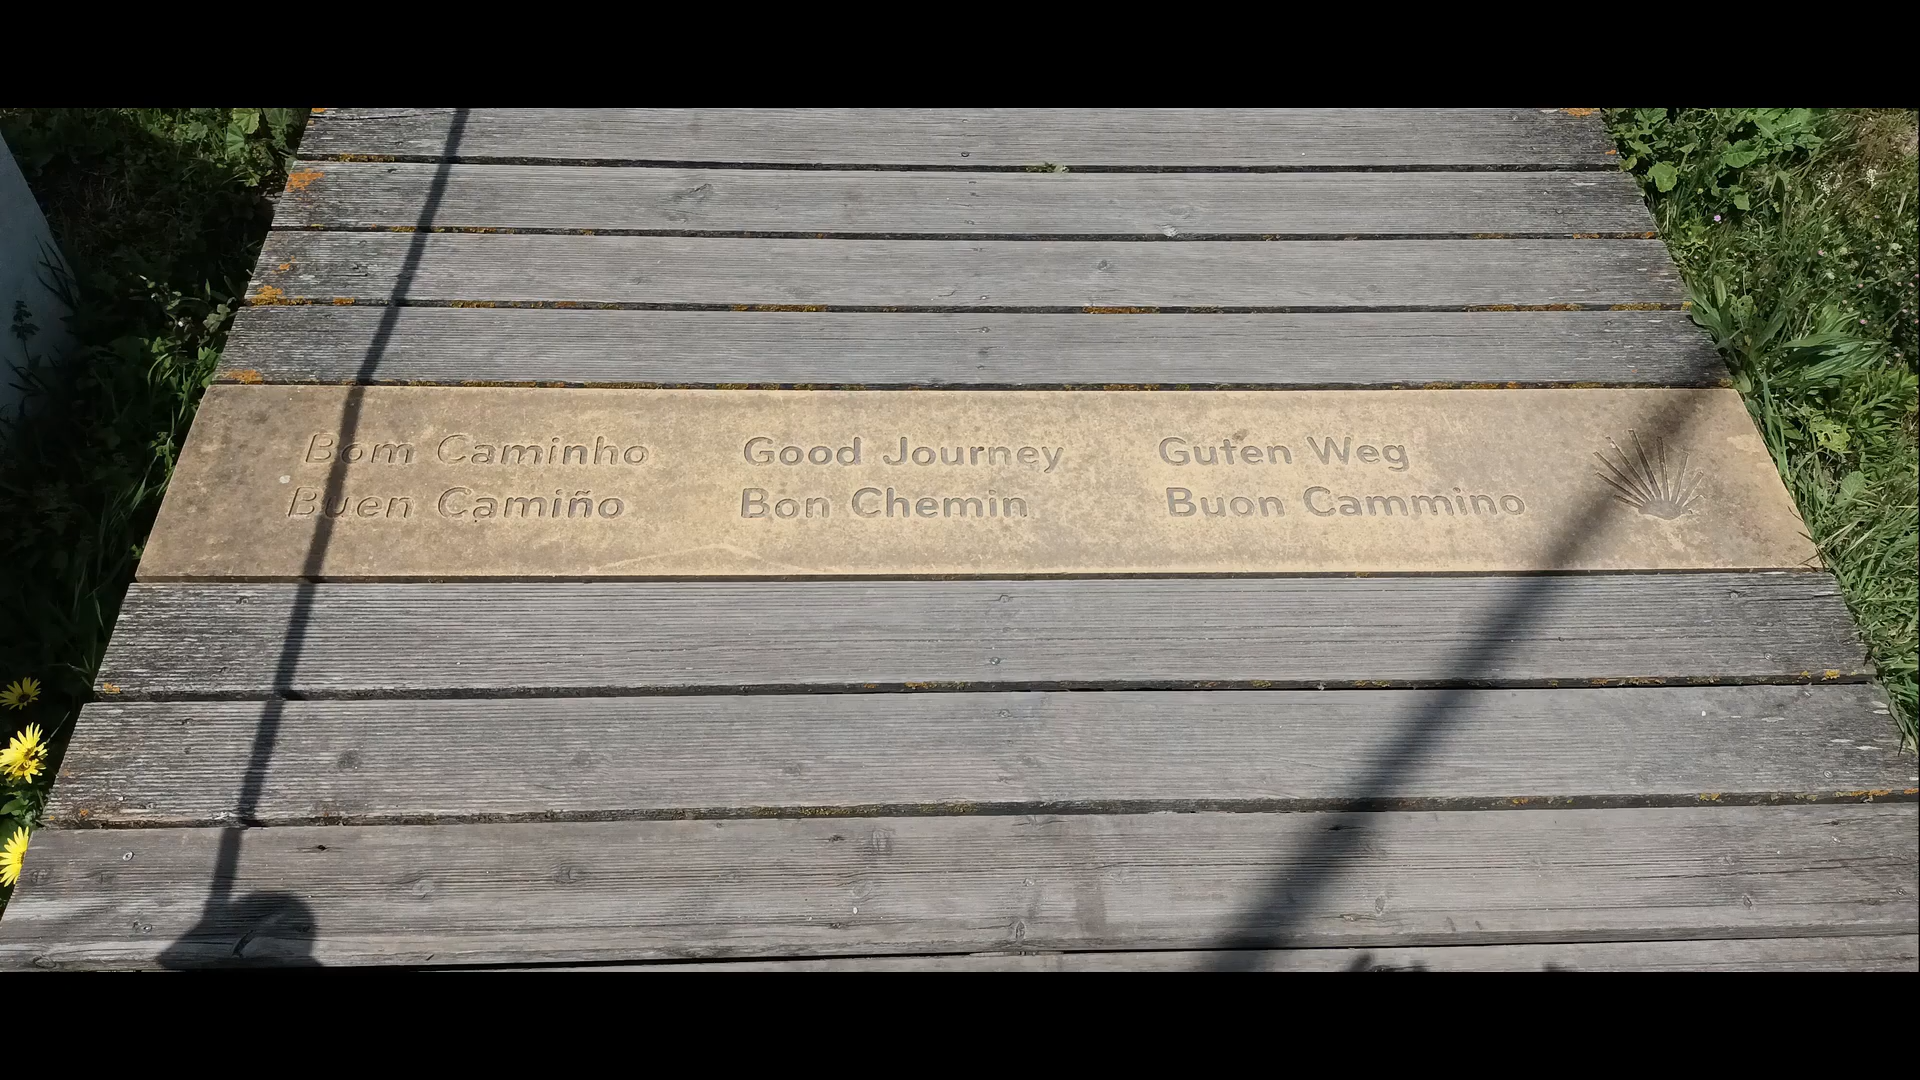 Bom Caminho
Buen Camiño
Good Journey
Bon Chemin
Guten Weg
Buon Cammino